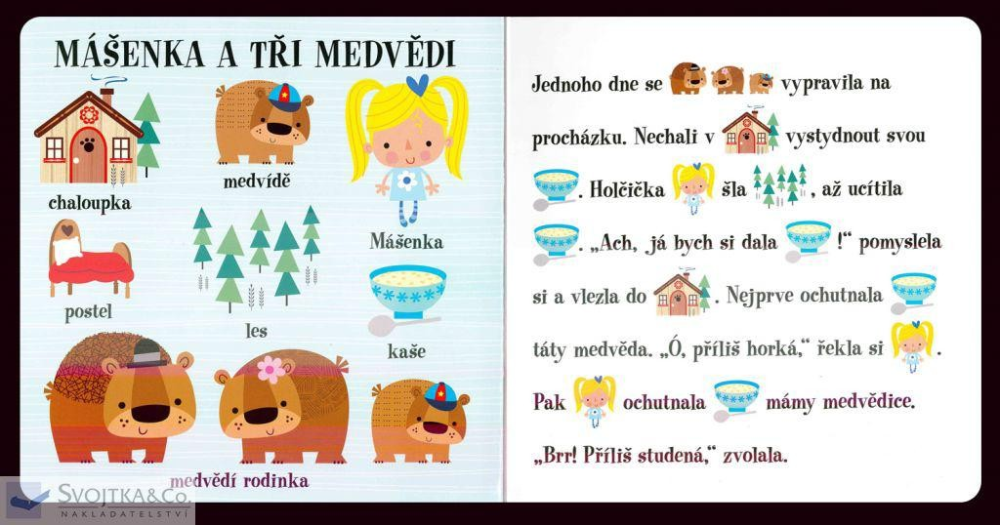 MÁŠENKA A TŘI MEDVĚDI
chaloupka
medvídě
Mášenka
postel
les
kaše
medvědí rodinka
SVOJTKA&CO.
NAKLADATELSTVÍ
Jednoho dne se vypravila na
procházku. Nechali v vystydnout svou
. Holčička šla , až ucítila
. „Ach, já bych si dala !“ pomyslela
si a vlezla do . Nejprve ochutnala
táty medvěda. „Ó, příliš horká,“ řekla si .
Pak ochutnala mámy medvědice.
„Brr! Příliš studená,“ zvolala.